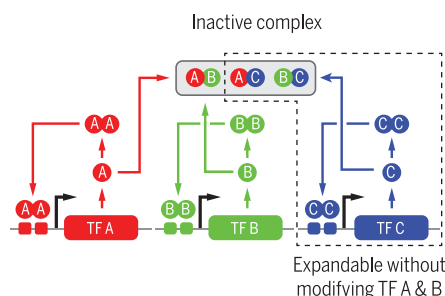 Inactive complex
A B A C B C
A A B B C C
A B C
A A B B C C
TF A TF B TF C
Expandable without
modifying TF A & B